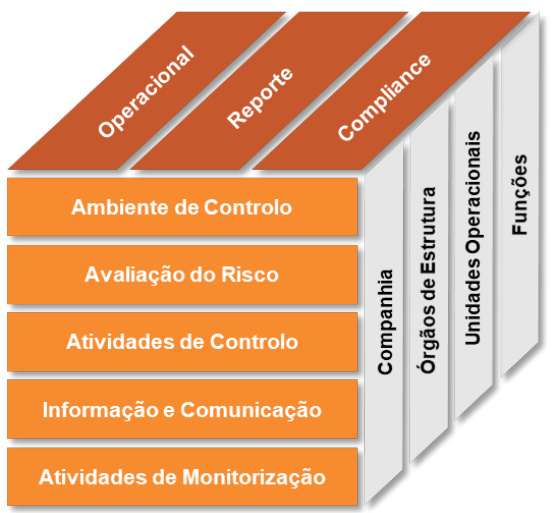 Operacional
Reporte
Compliance
Ambiente de Controlo
Avaliação do Risco
Atividades de Controlo
Informação e Comunicação
Atividades de Monitorização
Companhia
Órgãos de Estrutura
Unidades Operacionais
Funções